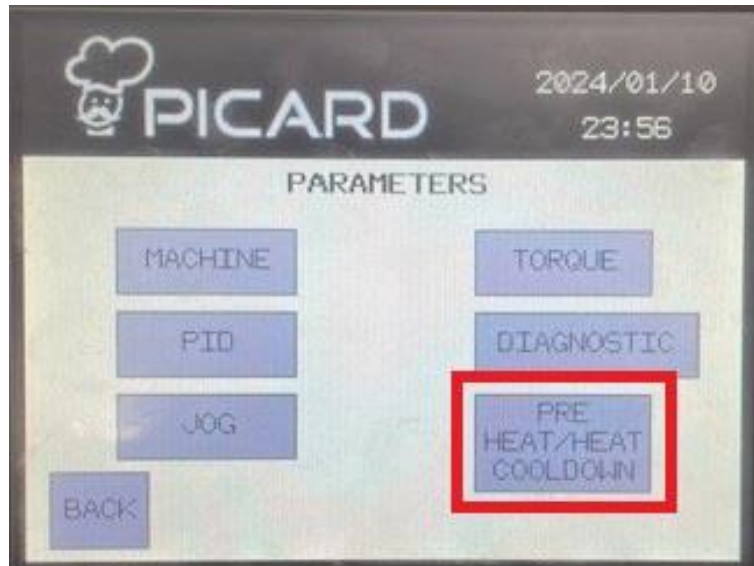 PICARD
2024/01/10
23:56
PARAMETERS
MACHINE
TORQUE
PID
DIAGNOSTIC
JOG
PRE
HEAT/HEAT
COOLDOWN
BACK